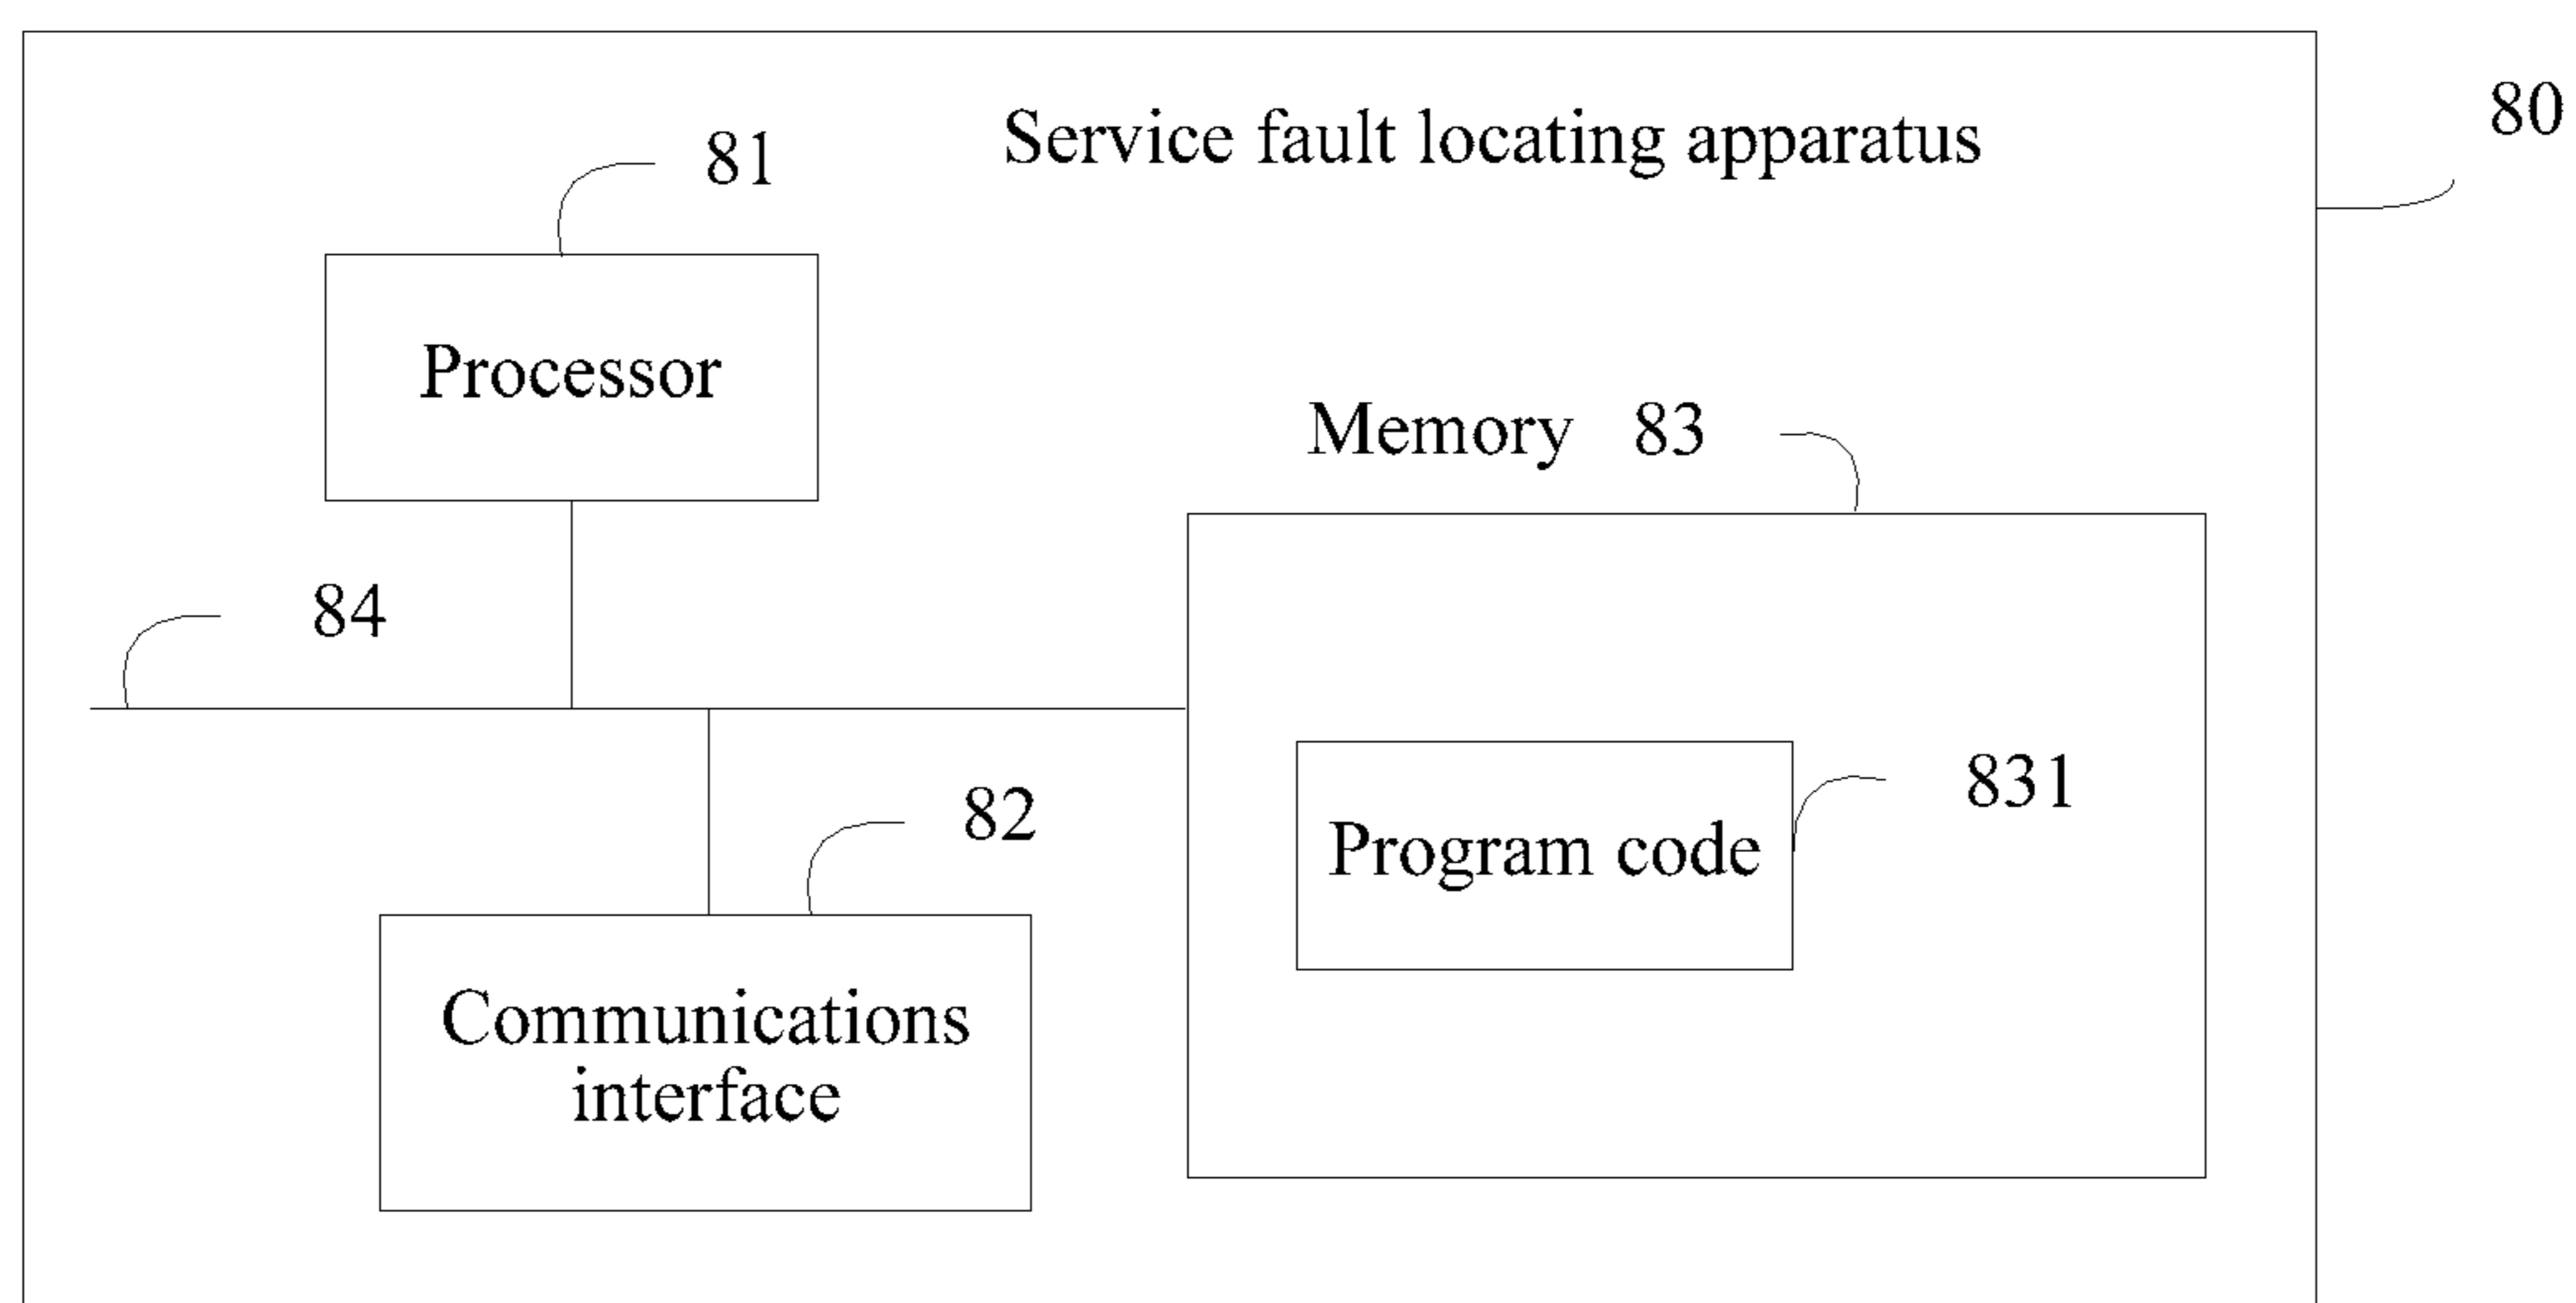 80
Service fault locating apparatus
81
Processor
Memory 83
84
831
82
Program code
Communications
interface